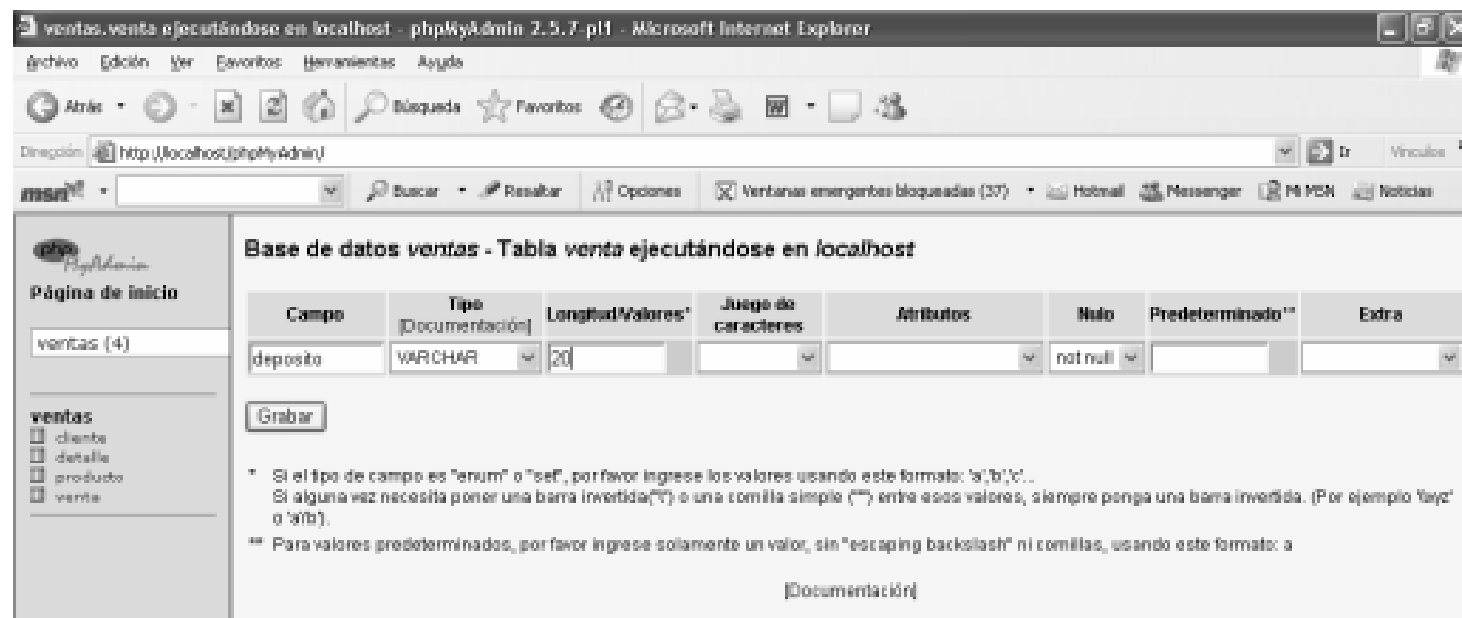 ventas.venta ejecutándose en localhost - phpMyAdmin 2.5.7-pl1 - Microsoft Internet Explorer
Archivo Edición Ver Favoritos Herramientas Ayuda
Atrás Búsqueda Favoritos
Dirección http://localhost/phpMyAdmin/ Ir Vínculos
msn Buscar Resaltar Opciones Ventanas emergentes bloqueadas (37) Hotmail Messenger Mi MSN Noticias
php
MyAdmin
Página de inicio
ventas (4)
ventas
cliente
detalle
producto
venta
Base de datos ventas - Tabla venta ejecutándose en localhost
Campo Tipo [Documentación] Longitud/Valores* Juego de caracteres Atributos Nulo Predeterminado** Extra
deposito VARCHAR 20 not null
Grabar
* Si el tipo de campo es "enum" o "set", por favor ingrese los valores usando este formato: 'a','b','c'...
Si alguna vez necesita poner una barra invertida("\") o una comilla simple ("'") entre esos valores, siempre ponga una barra invertida. (Por ejemplo '\\xyz'
o 'a\'b').
** Para valores predeterminados, por favor ingrese solamente un valor, sin "escaping backslash" ni comillas, usando este formato: a
[Documentación]